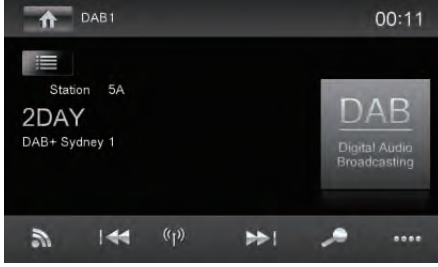 DAB1
00:11
Station 5A
2DAY
DAB+ Sydney 1
DAB
Digital Audio
Broadcasting